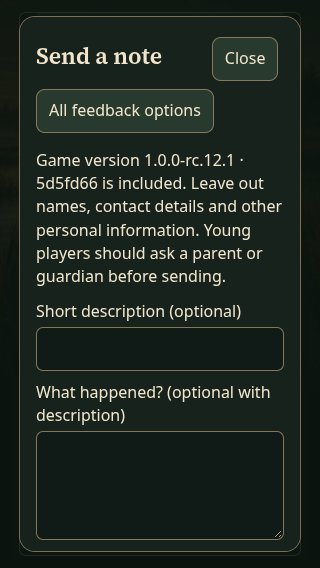 Send a note
Close
All feedback options
Game version 1.0.0-rc.12.1 ·
5d5fd66 is included. Leave out
names, contact details and other
personal information. Young
players should ask a parent or
guardian before sending.
Short description (optional)
What happened? (optional with
description)